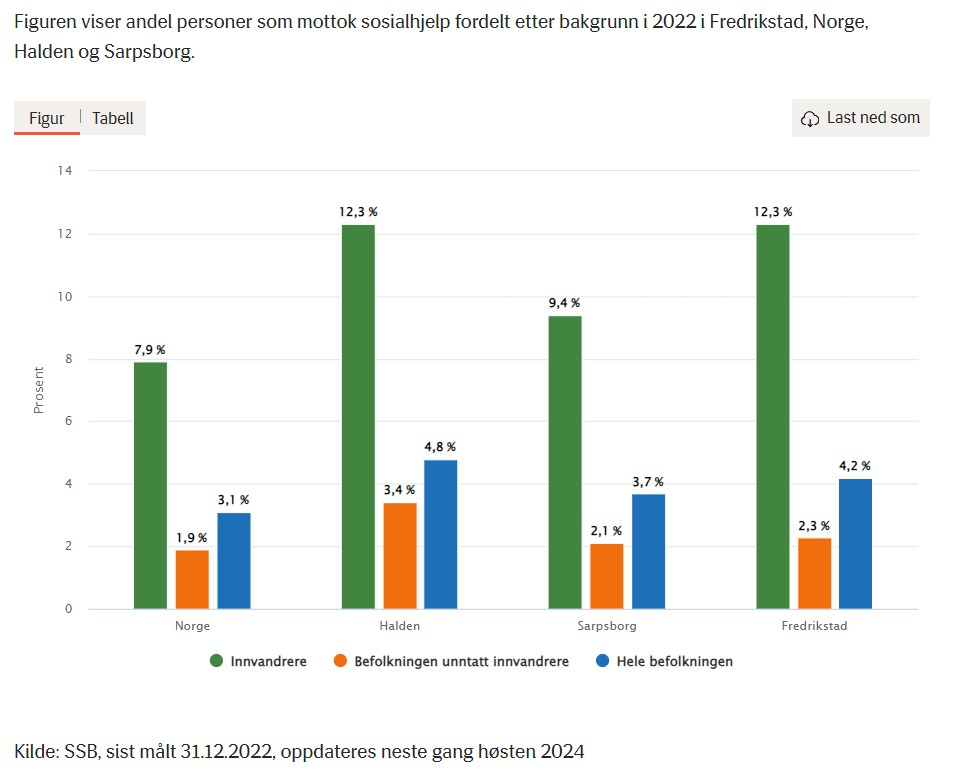 Figuren viser andel personer som mottok sosialhjelp fordelt etter bakgrunn i 2022 i Fredrikstad, Norge,
Halden og Sarpsborg.
Figur
Tabell
Last ned som
Prosent
14
12
10
8
6
4
2
0
7,9 %
1,9 %
3,1 %
12,3 %
3,4 %
4,8 %
9,4 %
2,1 %
3,7 %
12,3 %
2,3 %
4,2 %
Norge
Halden
Sarpsborg
Fredrikstad
Innvandrere
Befolkningen unntatt innvandrere
Hele befolkningen
Kilde: SSB, sist målt 31.12.2022, oppdateres neste gang høsten 2024